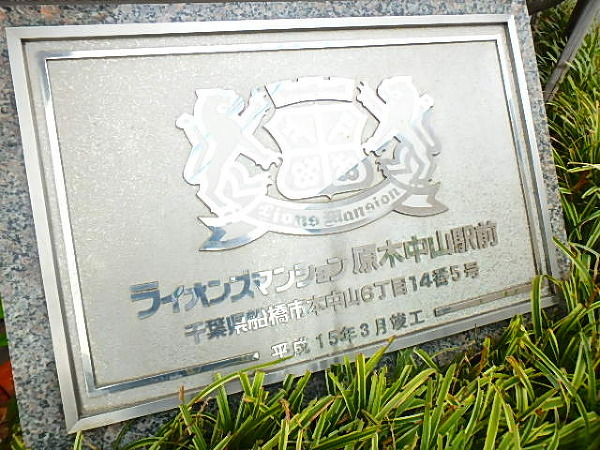 Lions Mansion
ライオンズマンション 原木中山駅前
千葉県船橋市本中山6丁目14番5号
平成15年3月竣工